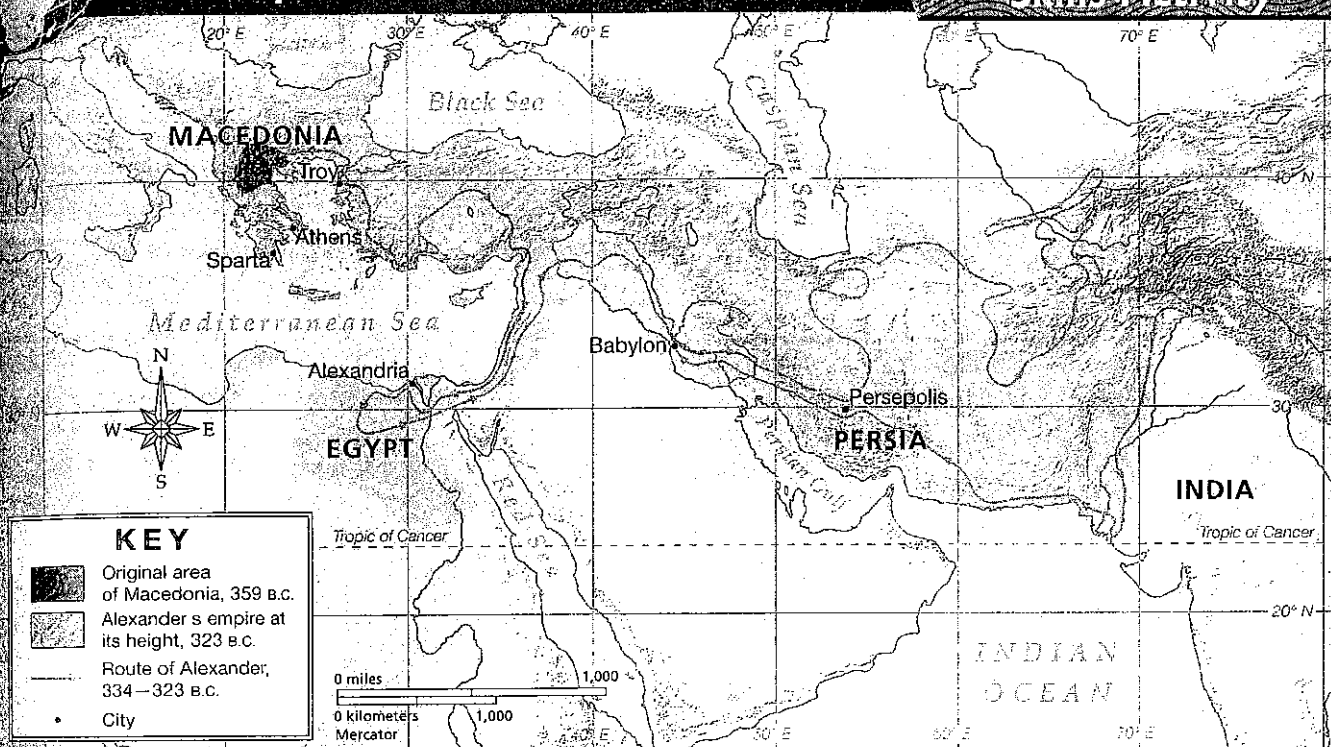 20° E
30° E
40° E
50° E
60° E
70° E
Black Sea
Caspian Sea
MACEDONIA
Troy
40° N
Athens
Sparta
Mediterranean Sea
N
W
E
S
Alexandria
Babylon
Persepolis
30
EGYPT
PERSIA
Persian Gulf
Red Sea
INDIA
Tropic of Cancer
Tropic of Cancer
20° N
INDIAN
OCEAN
KEY
Original area
of Macedonia, 359 B.C.
Alexander s empire at
its height, 323 B.C.
Route of Alexander,
334–323 B.C.
City
0 miles
1,000
0 kilometers
1,000
Mercator
30° E
50° E
60° E
70° E